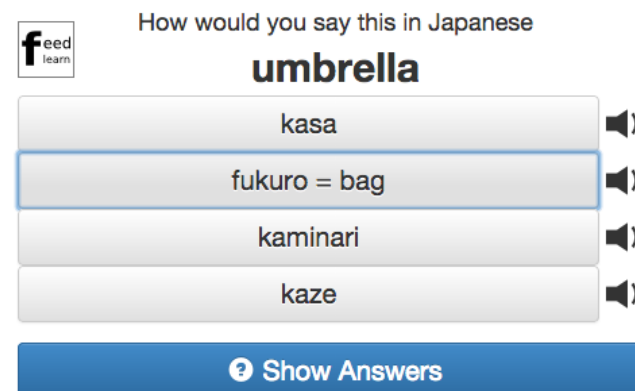 How would you say this in Japanese
feed
learn
umbrella
kasa
fukuro = bag
kaminari
kaze
? Show Answers